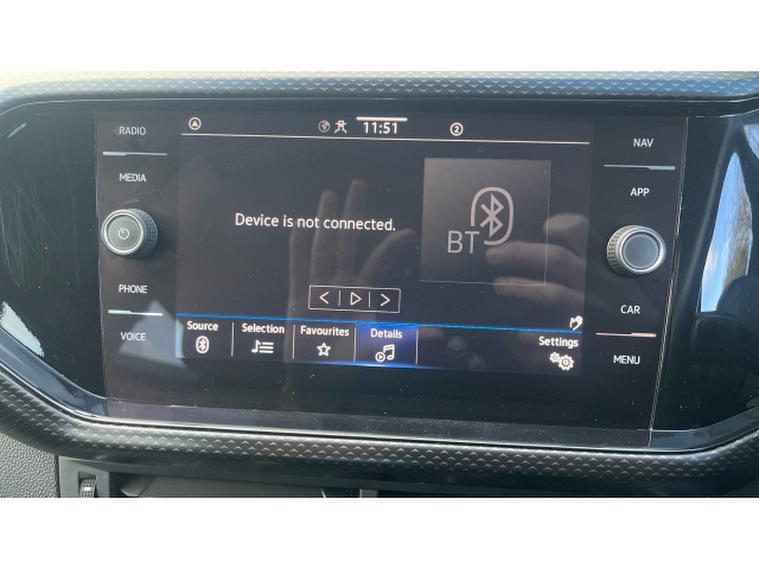 RADIO
MEDIA
PHONE
VOICE
11:51
2
Device is not connected.
BT
Source
Selection
Favourites
Details
Settings
NAV
APP
CAR
MENU